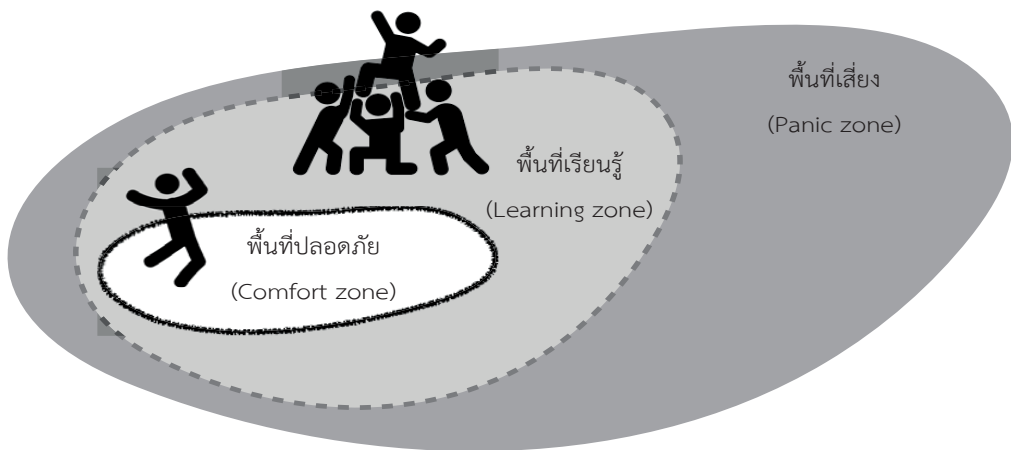 พื้นที่เสี่ยง
(Panic zone)
พื้นที่เรียนรู้
(Learning zone)
พื้นที่ปลอดภัย
(Comfort zone)